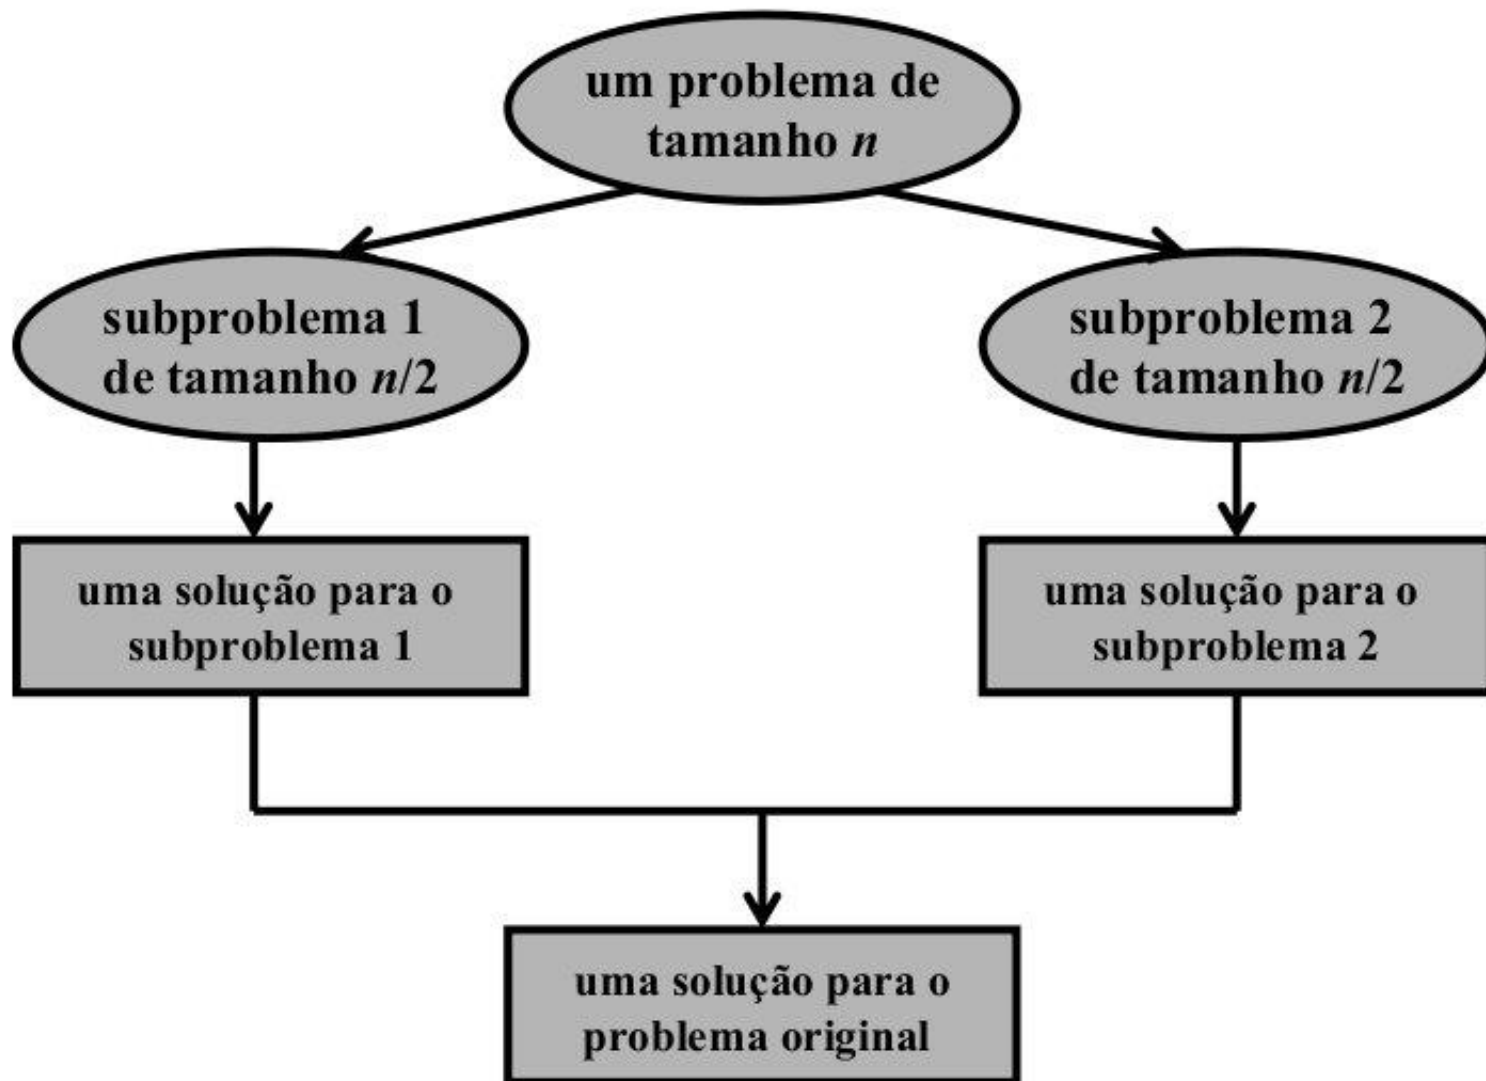 um problema de
tamanho n
subproblema 1
de tamanho n/2
subproblema 2
de tamanho n/2
uma solução para o
subproblema 1
uma solução para o
subproblema 2
uma solução para o
problema original